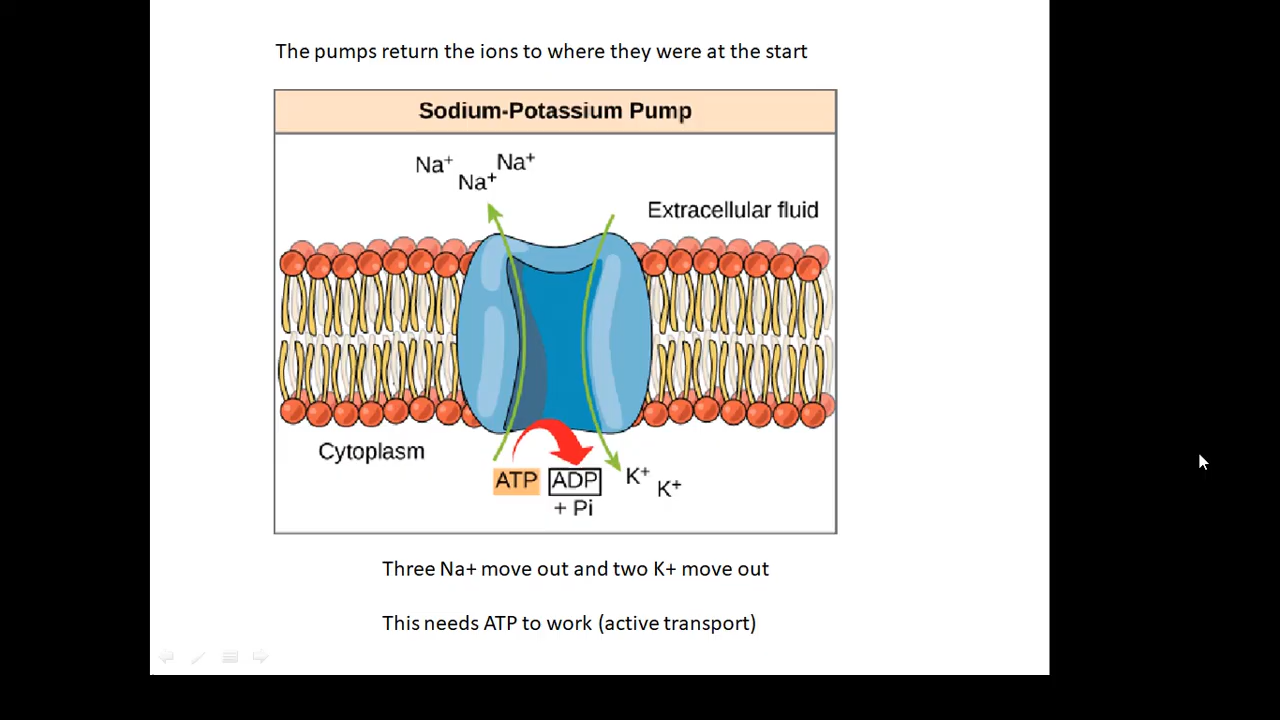 The pumps return the ions to where they were at the start
Sodium-Potassium Pump
Na⁺ Na⁺
Na⁺
Extracellular fluid
Cytoplasm
ATP ADP K⁺ K⁺
+ Pi
Three Na+ move out and two K+ move out
This needs ATP to work (active transport)